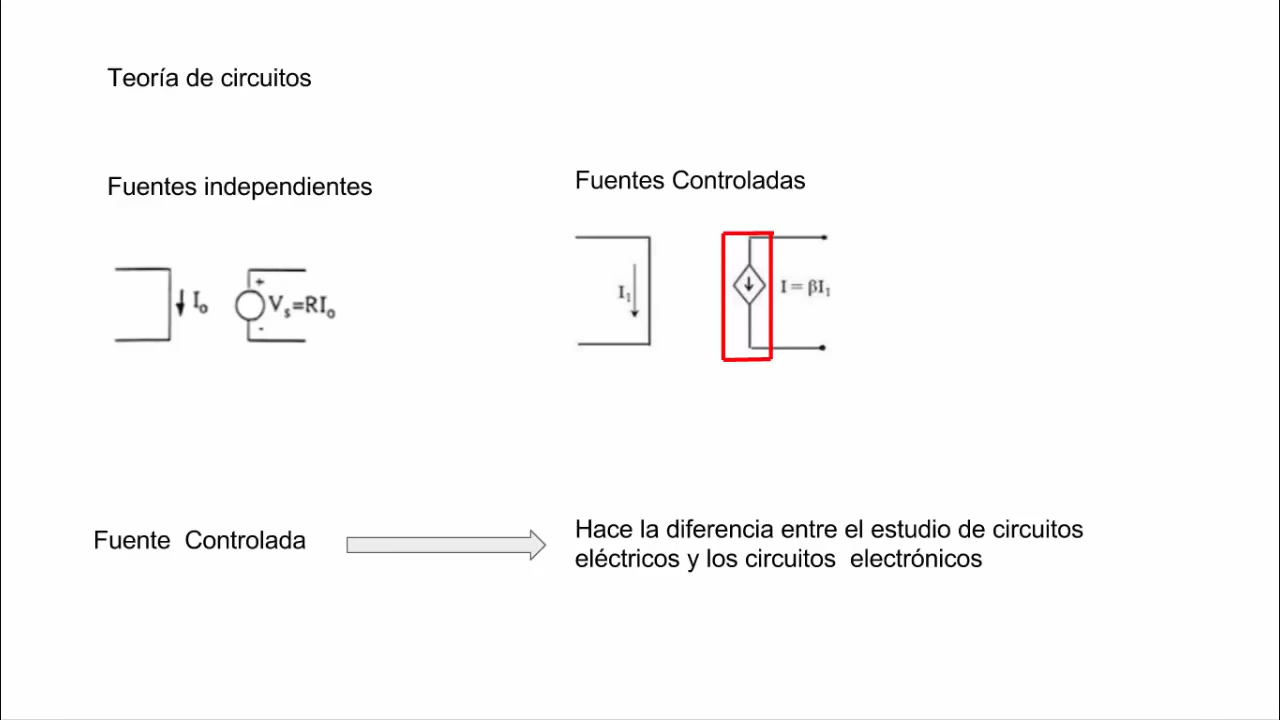 Teoría de circuitos
Fuentes independientes
Fuentes Controladas
I₀
+
Vₛ=RI₀
-
I₁
I = βI₁
Fuente Controlada
Hace la diferencia entre el estudio de circuitos
eléctricos y los circuitos electrónicos